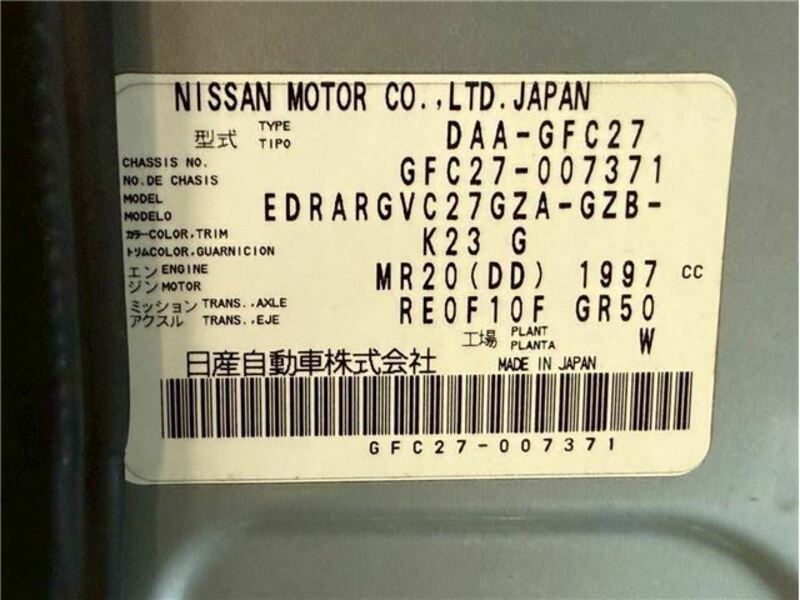 NISSAN MOTOR CO.,LTD.JAPAN
型式 TYPE TIPO DAA-GFC27
CHASSIS NO. NO.DE CHASIS GFC27-007371
MODEL MODELO EDRARGVC27GZA-GZB-
カラーCOLOR,TRIM トリムCOLOR,GUARNICION K23 G
エンジン ENGINE MOTOR MR20(DD) 1997 CC
ミッション TRANS.,AXLE アクスル TRANS.,EJE RE0F10F GR50
工場 PLANT PLANTA W
日産自動車株式会社 MADE IN JAPAN
GFC27-007371